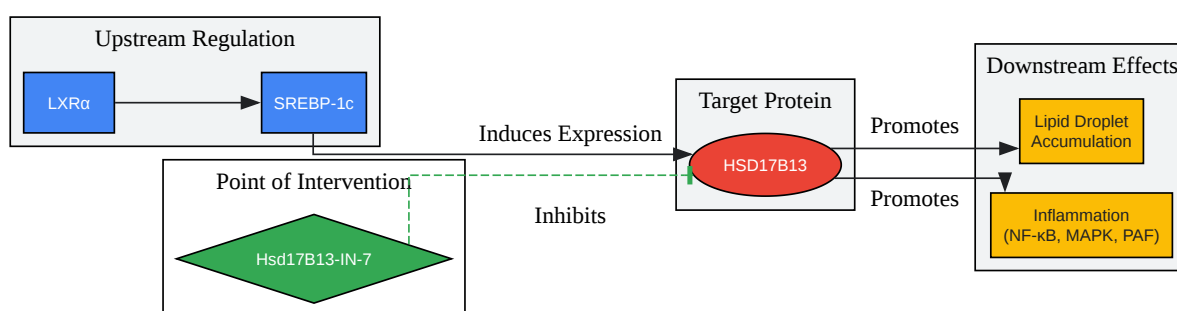 Upstream Regulation
LXRα
SREBP-1c
Induces Expression
Target Protein
HSD17B13
Promotes
Promotes
Downstream Effects
Lipid Droplet
Accumulation
Inflammation
(NF-κB, MAPK, PAF)
Point of Intervention
Hsd17B13-IN-7
Inhibits